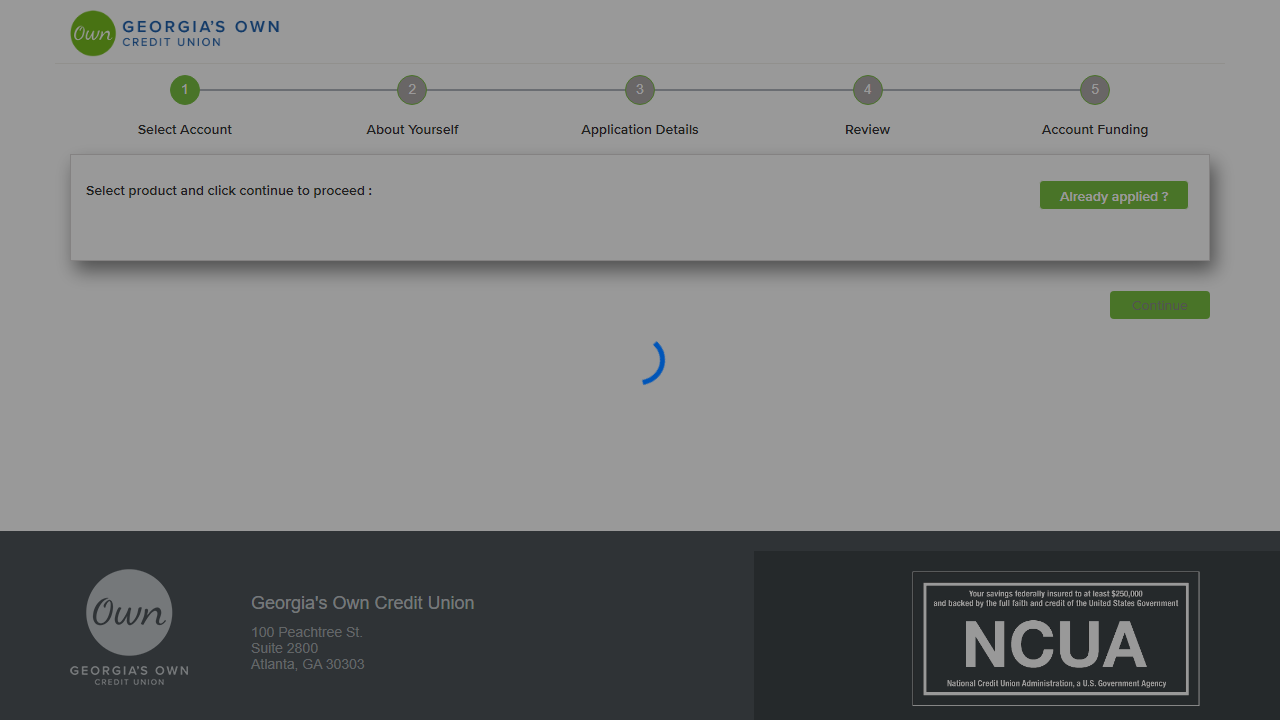 Own
GEORGIA'S OWN
CREDIT UNION
1
2
3
4
5
Select Account
About Yourself
Application Details
Review
Account Funding
Select product and click continue to proceed :
Already applied ?
Continue
Own
GEORGIA'S OWN
CREDIT UNION
Georgia's Own Credit Union
100 Peachtree St.
Suite 2800
Atlanta, GA 30303
Your savings federally insured to at least $250,000
and backed by the full faith and credit of the United States Government
NCUA
National Credit Union Administration, a U.S. Government Agency